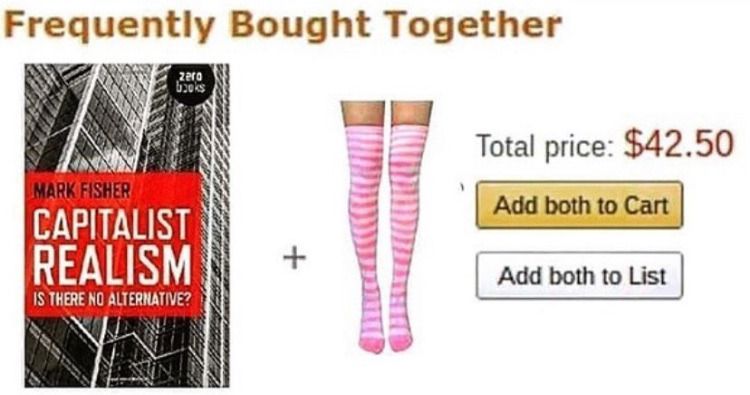 Frequently Bought Together
zero
books
MARK FISHER
CAPITALIST
REALISM
IS THERE NO ALTERNATIVE?
+
Total price: $42.50
Add both to Cart
Add both to List